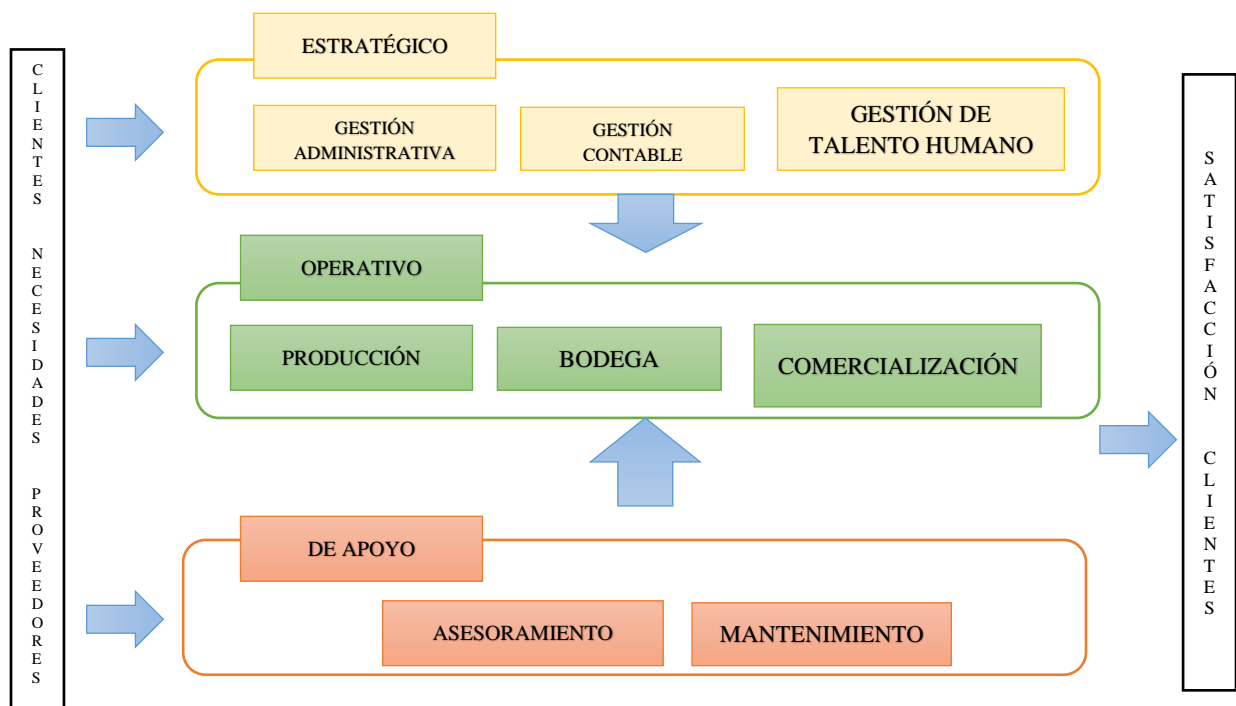 CLIENTES NECESIDADES PROVEEDORES
ESTRATÉGICO
GESTIÓN
ADMINISTRATIVA
GESTIÓN
CONTABLE
GESTIÓN DE
TALENTO HUMANO
OPERATIVO
PRODUCCIÓN
BODEGA
COMERCIALIZACIÓN
DE APOYO
ASESORAMIENTO
MANTENIMIENTO
SATISFACCIÓN CLIENTES